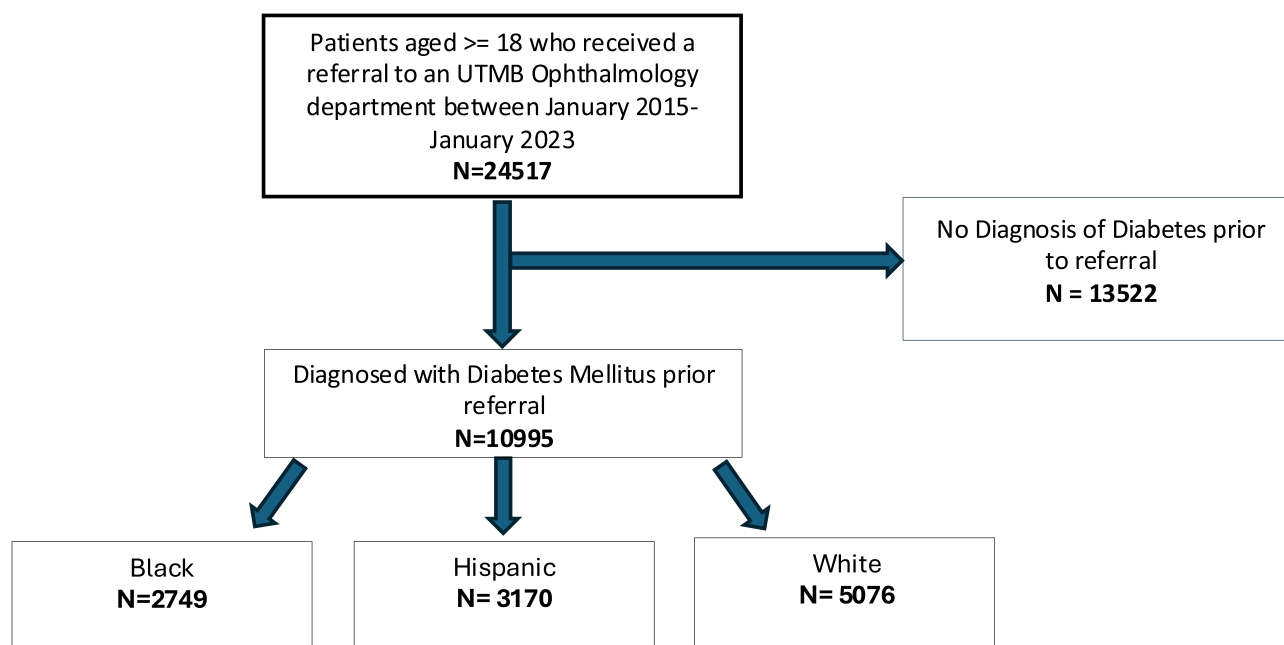 Patients aged >= 18 who received a
referral to an UTMB Ophthalmology
department between January 2015-
January 2023
N=24517
No Diagnosis of Diabetes prior
to referral
N = 13522
Diagnosed with Diabetes Mellitus prior
referral
N=10995
Black
N=2749
Hispanic
N= 3170
White
N= 5076